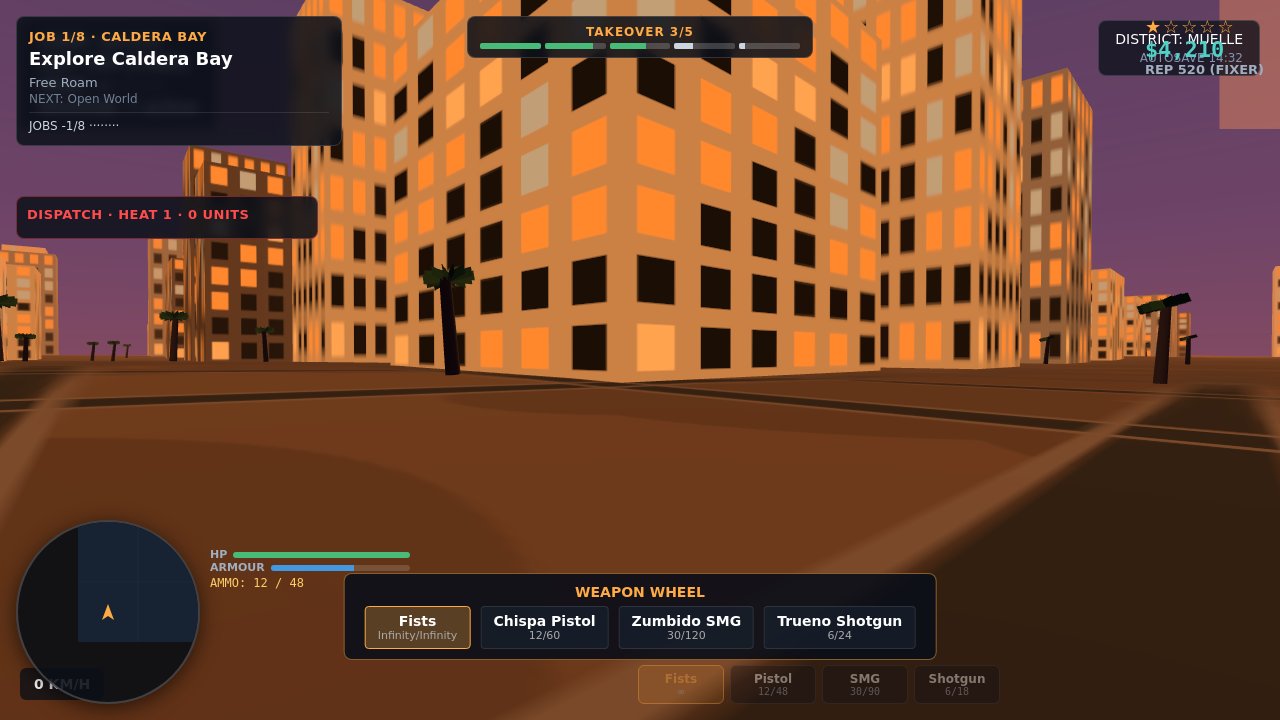 JOB 1/8 · CALDERA BAY
Explore Caldera Bay
Free Roam
NEXT: Open World
JOBS -1/8 ········
TAKEOVER 3/5
★☆☆☆☆
DISTRICT: MUELLE
$4,210
AUTOSAVE 14:32
REP 520 (FIXER)
DISPATCH · HEAT 1 · 0 UNITS
HP
ARMOUR
AMMO: 12 / 48
WEAPON WHEEL
Fists
Infinity/Infinity
Chispa Pistol
12/60
Zumbido SMG
30/120
Trueno Shotgun
6/24
0 KM/H
Fists
∞
Pistol
12/48
SMG
30/90
Shotgun
6/18